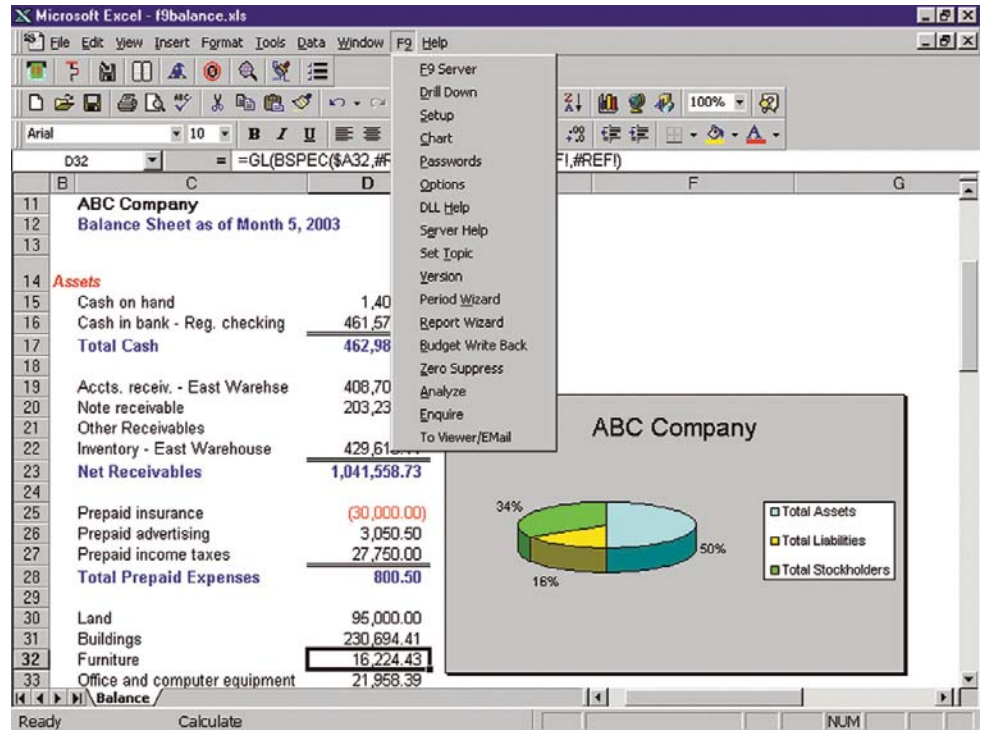 Microsoft Excel - f9balance.xls
File Edit View Insert Format Tools Data Window F9 Help
100%
Arial 10 B I U
D32 = =GL(BSPEC($A32,#R F!,#REF!)
F9 Server
Drill Down
Setup
Chart
Passwords
Options
DLL Help
Server Help
Set Topic
Version
Period Wizard
Report Wizard
Budget Write Back
Zero Suppress
Analyze
Enquire
To Viewer/EMail
B C D F G
11 ABC Company
12 Balance Sheet as of Month 5, 2003
13
14 Assets
15 Cash on hand 1,40
16 Cash in bank - Reg. checking 461,57
17 Total Cash 462,98
18
19 Accts. receiv. - East Warehse 408,70
20 Note receivable 203,23
21 Other Receivables
22 Inventory - East Warehouse
23 Net Receivables 1,041,558.73
24
25 Prepaid insurance (30,000.00)
26 Prepaid advertising 3,050.50
27 Prepaid income taxes 27,750.00
28 Total Prepaid Expenses 800.50
29
30 Land 95,000.00
31 Buildings 230,694.41
32 Furniture 16,224.43
33 Office and computer equipment 21,958.39
ABC Company
34%
50%
16%
Total Assets
Total Liabilities
Total Stockholders
Balance
Ready Calculate NUM